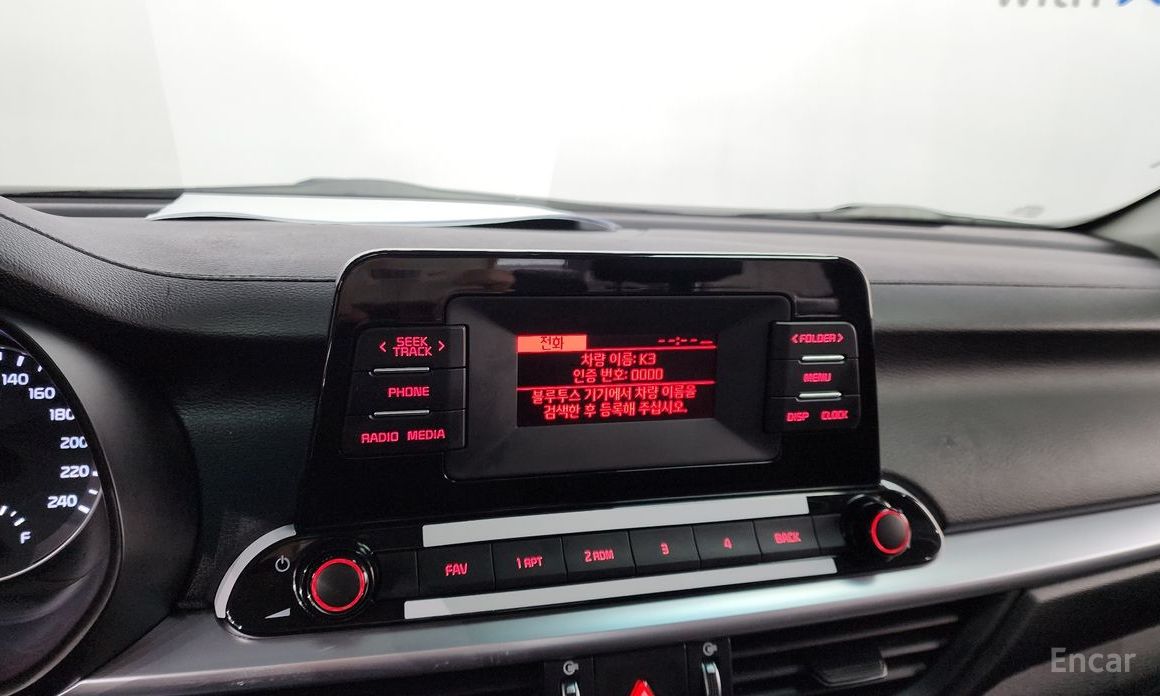 with
140
160
180
200
220
240
F
< SEEK >
TRACK
PHONE
RADIO MEDIA
전화 --:--
차량 이름: K3
인증 번호: 0000
블루투스 기기에서 차량 이름을
검색한 후 등록해 주십시오.
<FOLDER>
MENU
DISP CLOCK
FAV
1 RPT
2 RDM
3
4
BACK
Encar